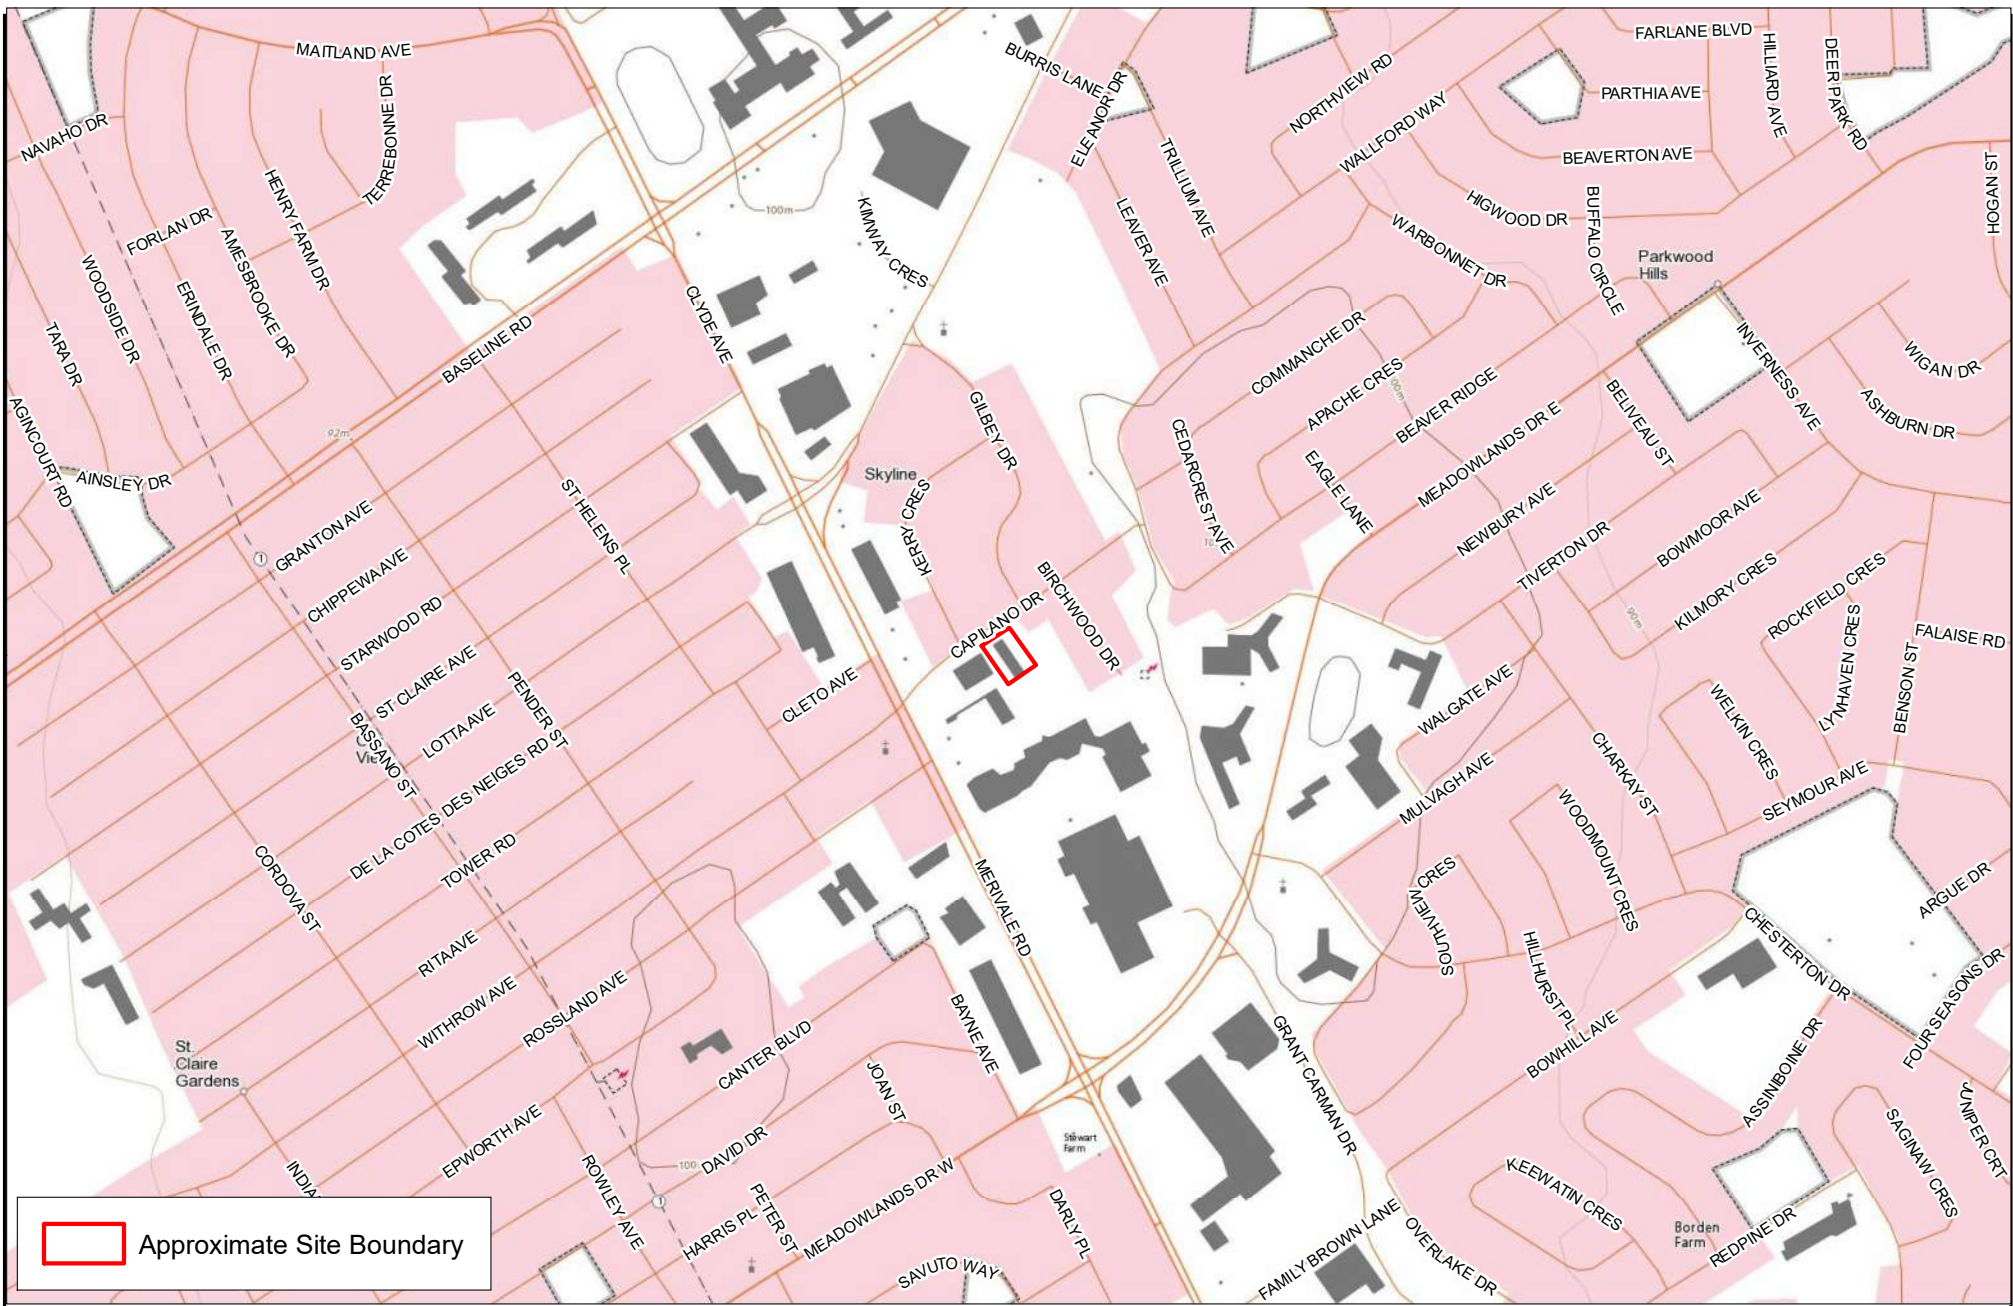 MAITLAND AVE
FARLANE BLVD
HILLIARD AVE
DEERPARK RD
BURRIS LANE
ELEANOR DR
NORTHVIEW RD
PARTHIA AVE
WALLFORD WAY
TERREBONNE DR
NAVAHO DR
BEAVERTON AVE
TRILLIUM AVE
HOGAN ST
HENRY FARM DR
HIGWOOD DR
BUFFALO CIRCLE
100m
KIMWAY CRES
LEAVER AVE
WARBONNET DR
FORLAN DR
AMESBROOKE DR
WOODSIDE DR
ERINDALE DR
Parkwood
Hills
CLYDE AVE
BASELINE RD
TARA DR
COMMANCHE DR
INVERNESS AVE
WIGAN DR
APACHE CRES
BEAVER RIDGE
BELIVEAU ST
ASHBURN DR
GILBEY DR
AGINCOURT RD
92m
CEDARCREST AVE
MEADOWLANDS DR E
EAGLE LANE
Skyline
AINSLEY DR
ST HELENS PL
KERRY CRES
NEWBURY AVE
BOWMOOR AVE
GRANTON AVE
TIVERTON DR
1
CHIPPEWA AVE
BIRCHWOOD DR
KILMORY CRES
ROCKFIELD CRES
90m
CAPILANO DR
STARWOOD RD
LYNHAVEN CRES
FALAISE RD
ST CLAIRE AVE
PENDER ST
CLETO AVE
WALGATE AVE
BENSON ST
WELKIN CRES
LOTTA AVE
BASSANO ST
DE LA COTES DES NEIGES RD
CHARKAY ST
MULVAGH AVE
SEYMOUR AVE
WOODMOUNT CRES
TOWER RD
CORDOVA ST
MERIVALE RD
SOUTHVIEW CRES
ARGUE DR
CHESTERTON DR
RITA AVE
HILLHURST PL
FOUR SEASONS DR
WITHROW AVE
ROSSLAND AVE
BAYNE AVE
CANTER BLVD
GRANT CARMAN DR
BOWHILL AVE
ASSINIBOINE DR
St.
Claire
Gardens
JOAN ST
EPWORTH AVE
DAVID DR
Stewart
Farm
JUNIPER CRT
SAGINAW CRES
100
ROWLEY AVE
1
PETER ST
HARRIS PL
MEADOWLANDS DR W
DARLY PL
KEEWATIN CRES
Borden
Farm
REDPINE DR
FAMILY BROWN LANE
OVERLAKE DR
SAVUTO WAY
Approximate Site Boundary